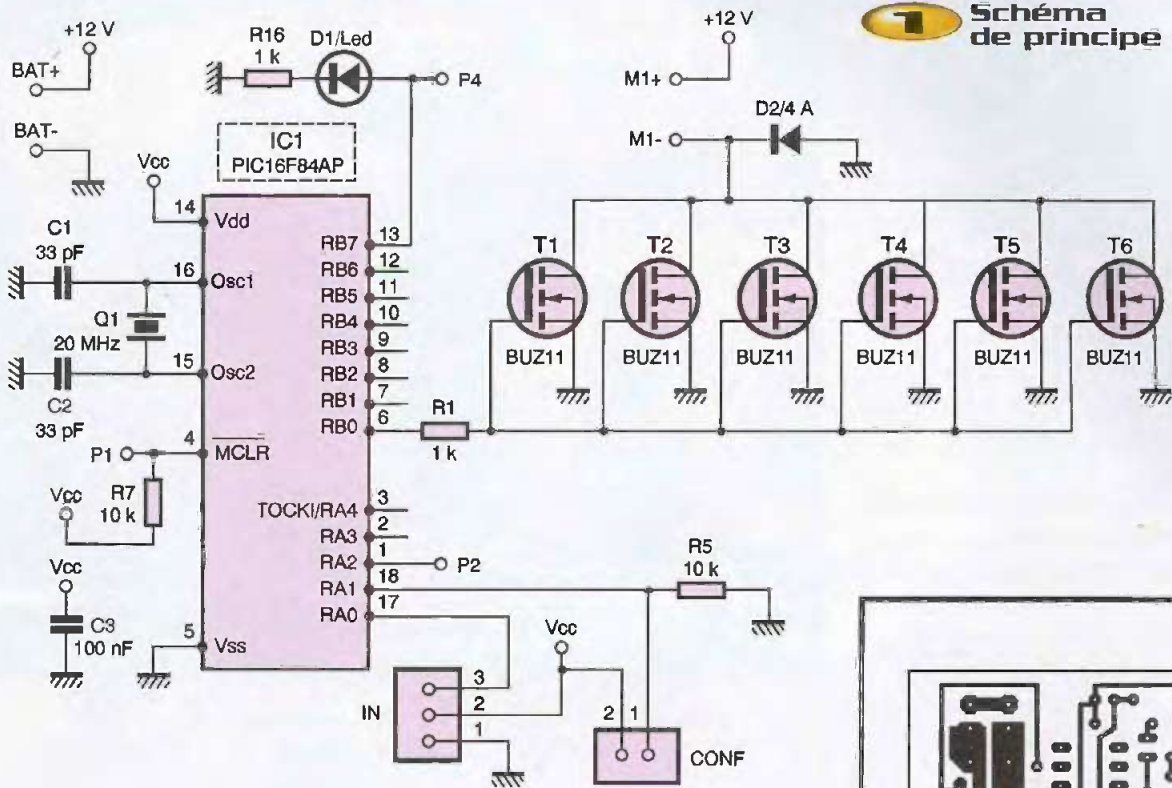 1
Schéma
de principe
+12 V
BAT+
BAT-
R16
1 k
D1/Led
P4
+12 V
M1+
M1-
D2/4 A
IC1
PIC16F84AP
Vcc
14
Vdd
C1
33 pF
16
Osc1
Q1
20 MHz
15
Osc2
C2
33 pF
P1
4
MCLR
Vcc
R7
10 k
Vcc
C3
100 nF
5
Vss
RB7
13
RB6
12
RB5
11
RB4
10
RB3
9
RB2
8
RB1
7
RB0
6
R1
1 k
TOCKI/RA4
3
RA3
2
RA2
1
P2
RA1
18
RA0
17
T1
BUZ11
T2
BUZ11
T3
BUZ11
T4
BUZ11
T5
BUZ11
T6
BUZ11
R5
10 k
Vcc
IN
3
2
1
2 1
CONF